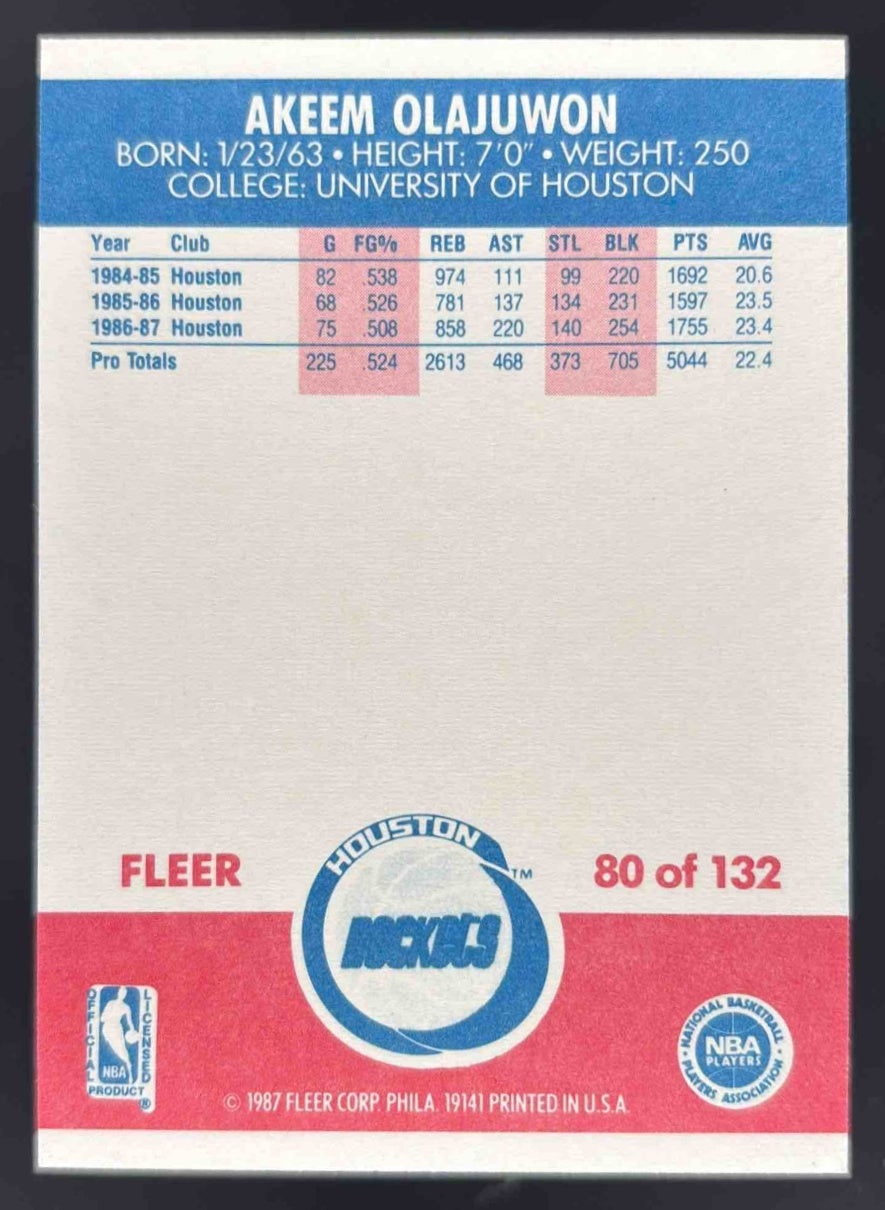 AKEEM OLAJUWON
BORN: 1/23/63 • HEIGHT: 7'0" • WEIGHT: 250
COLLEGE: UNIVERSITY OF HOUSTON
Year Club G FG% REB AST STL BLK PTS AVG
1984-85 Houston 82 .538 974 111 99 220 1692 20.6
1985-86 Houston 68 .526 781 137 134 231 1597 23.5
1986-87 Houston 75 .508 858 220 140 254 1755 23.4
Pro Totals 225 .524 2613 468 373 705 5044 22.4
HOUSTON
ROCKETS
TM
FLEER
80 of 132
OFFICIAL
LICENSED
NBA
PRODUCT
®
NATIONAL BASKETBALL
NBA
PLAYERS
PLAYERS ASSOCIATION
© 1987 FLEER CORP. PHILA. 19141 PRINTED IN U.S.A.